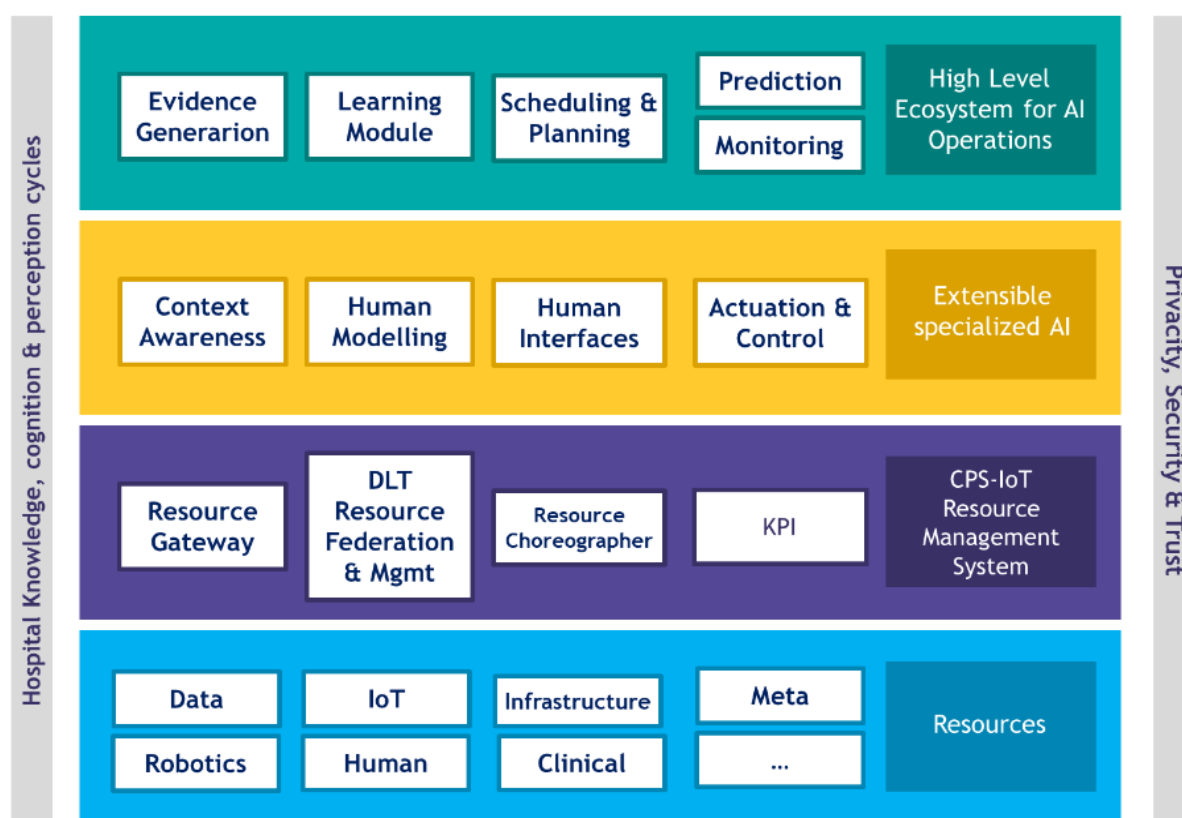 Hospital Knowledge, cognition & perception cycles
Evidence
Generarion
Learning
Module
Scheduling &
Planning
Prediction
Monitoring
High Level
Ecosystem for AI
Operations
Context
Awareness
Human
Modelling
Human
Interfaces
Actuation &
Control
Extensible
specialized AI
Resource
Gateway
DLT
Resource
Federation
& Mgmt
Resource
Choreographer
KPI
CPS-IoT
Resource
Management
System
Data
IoT
Infrastructure
Meta
Robotics
Human
Clinical
...
Resources
Privacity, Security & Trust